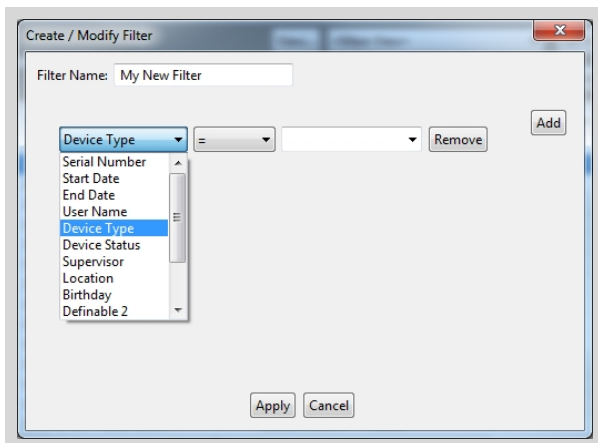 Create / Modify Filter
Filter Name: My New Filter
Add
Device Type = Remove
Serial Number
Start Date
End Date
User Name
Device Type
Device Status
Supervisor
Location
Birthday
Definable 2
Apply Cancel